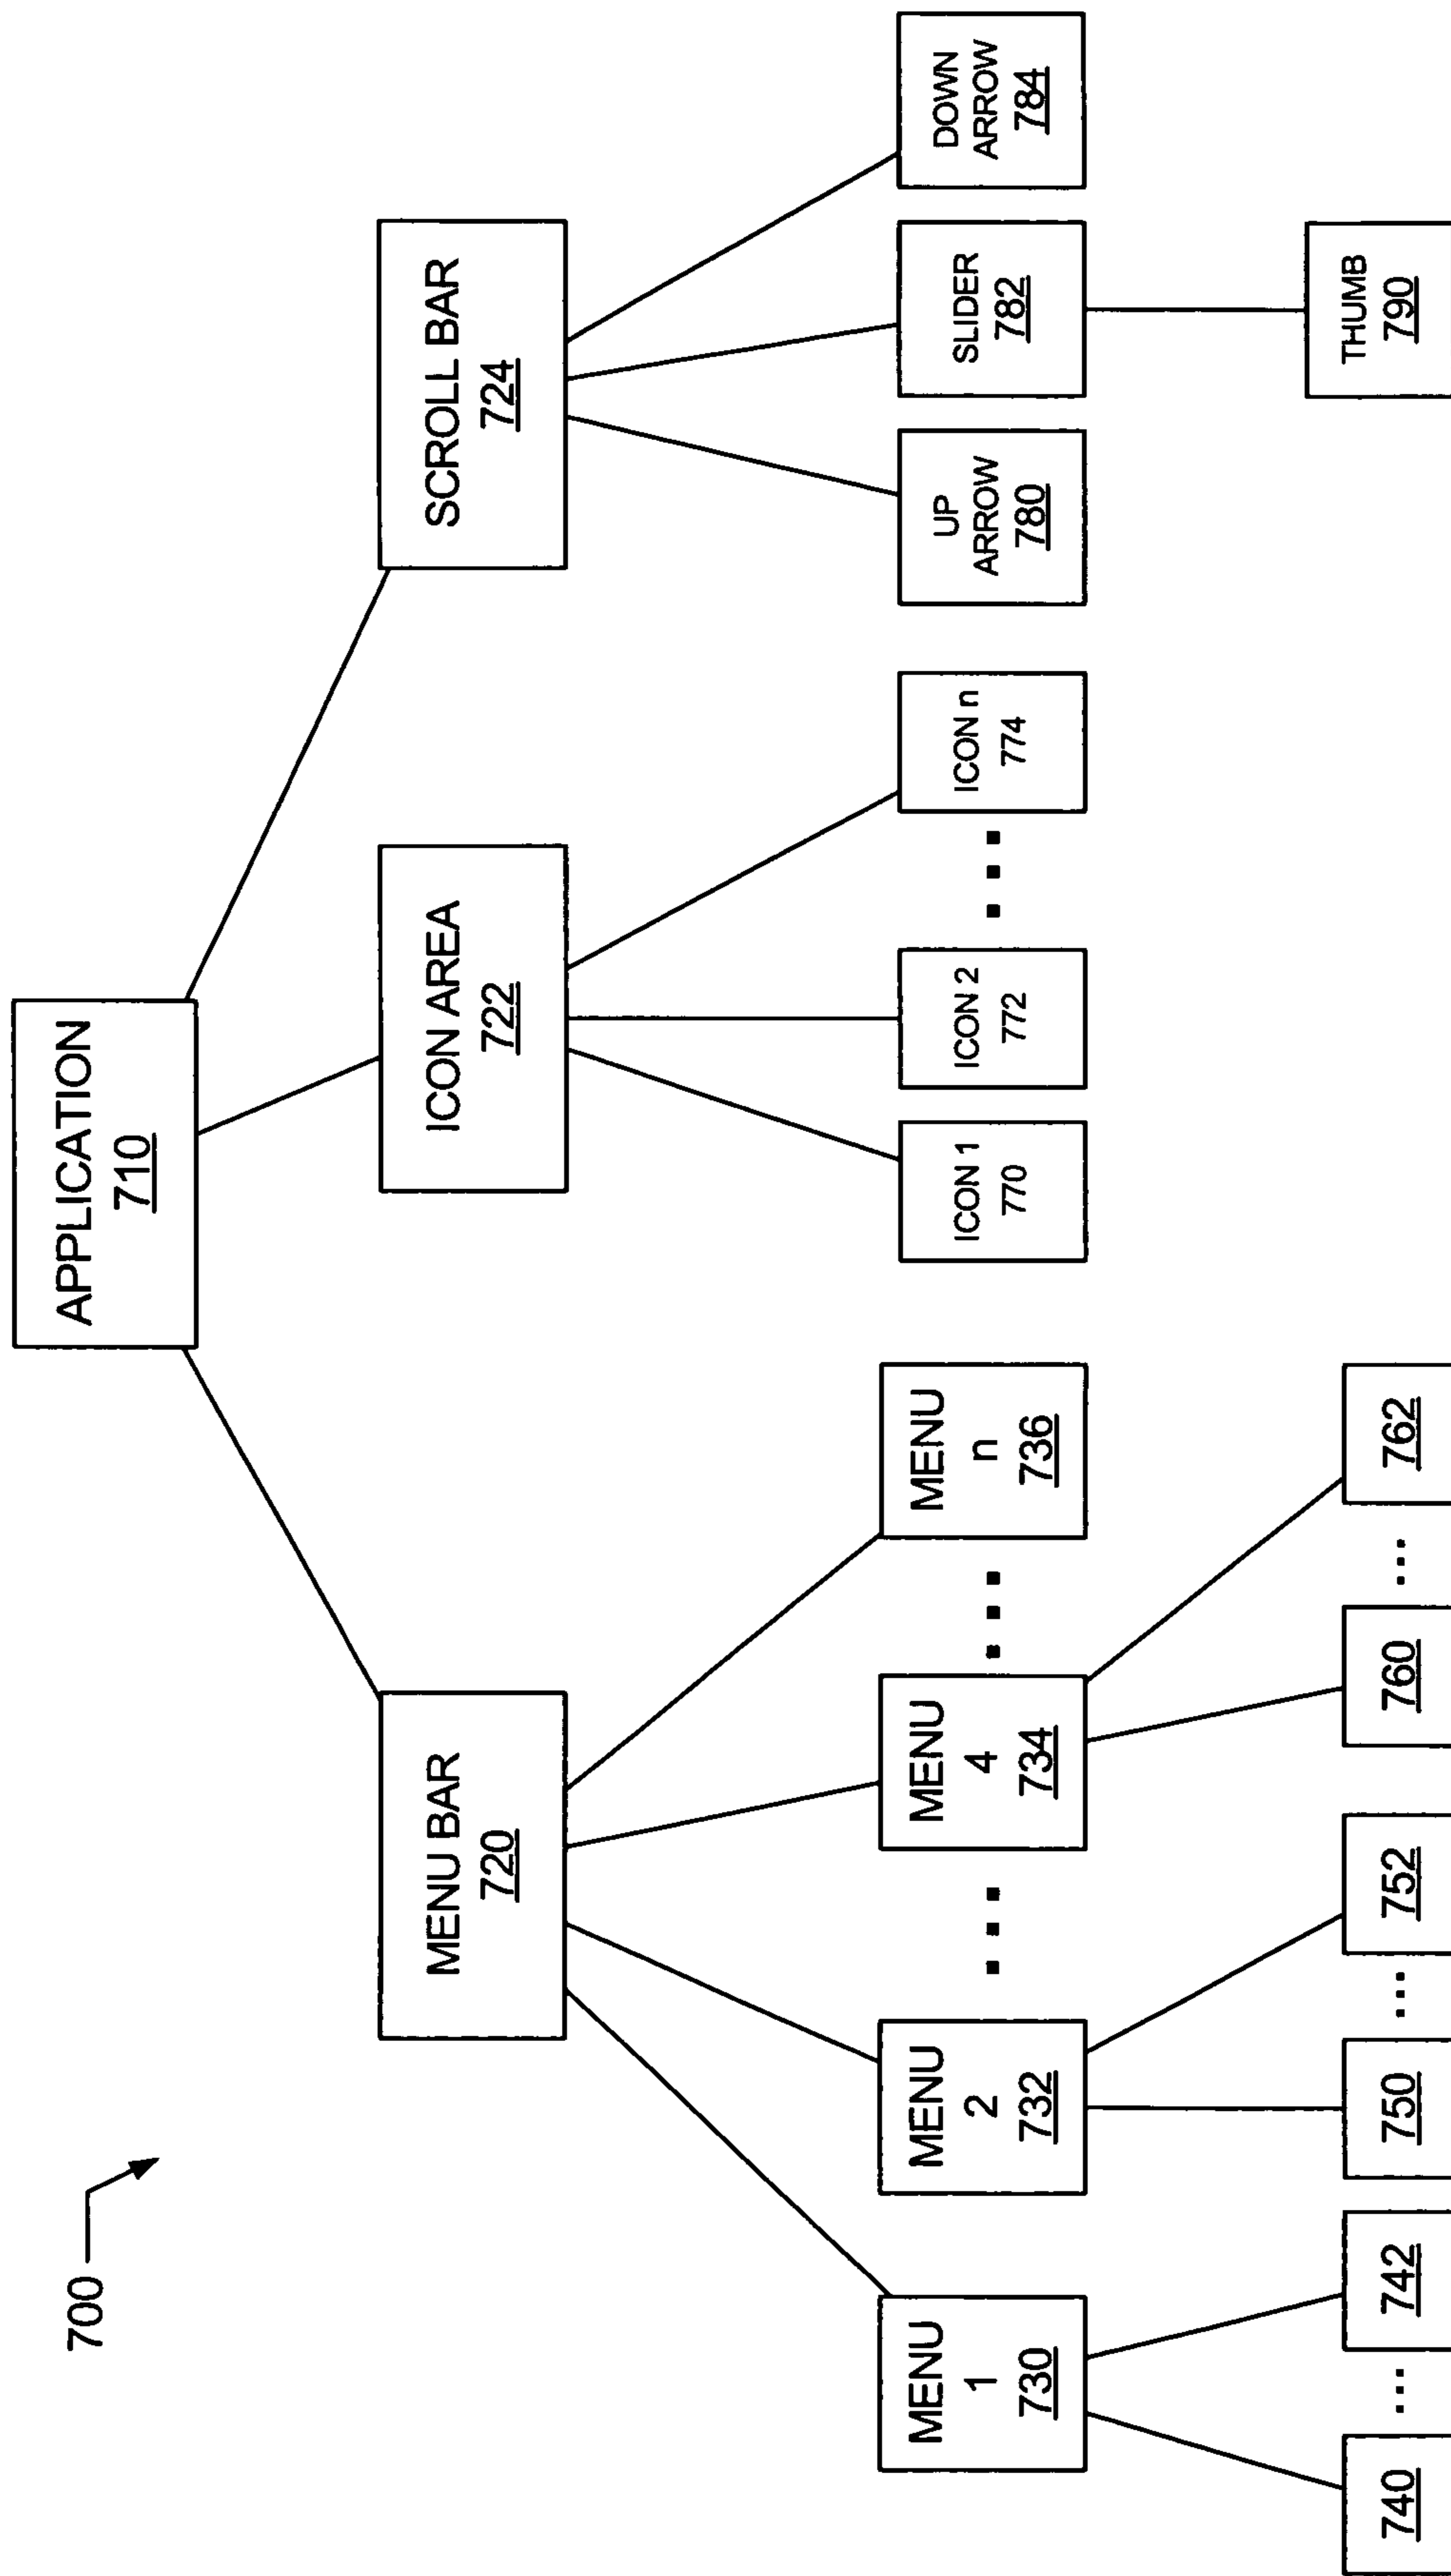 700
APPLICATION
710
MENU BAR
720
ICON AREA
722
SCROLL BAR
724
MENU
1
730
MENU
2
732
...
MENU
4
734
...
MENU
n
736
ICON 1
770
ICON 2
772
...
ICON n
774
UP
ARROW
780
SLIDER
782
DOWN
ARROW
784
740
...
742
750
...
752
760
...
762
THUMB
790